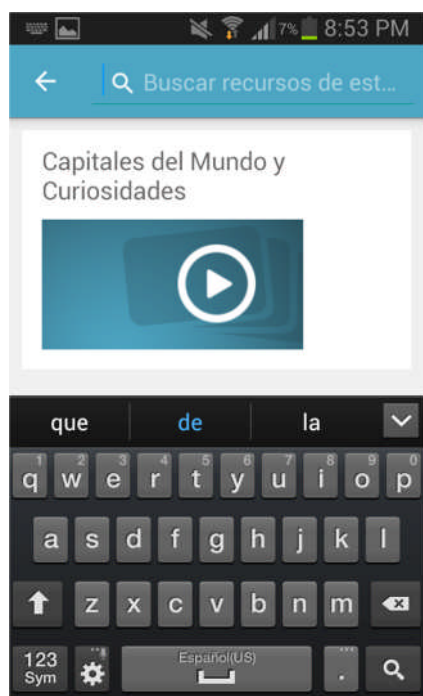 7% 8:53 PM
Buscar recursos de est...
Capitales del Mundo y
Curiosidades
que de la
1 2 3 4 5 6 7 8 9 0
q w e r t y u i o p
a s d f g h j k l
z x c v b n m
123
Sym
Español(US)
.